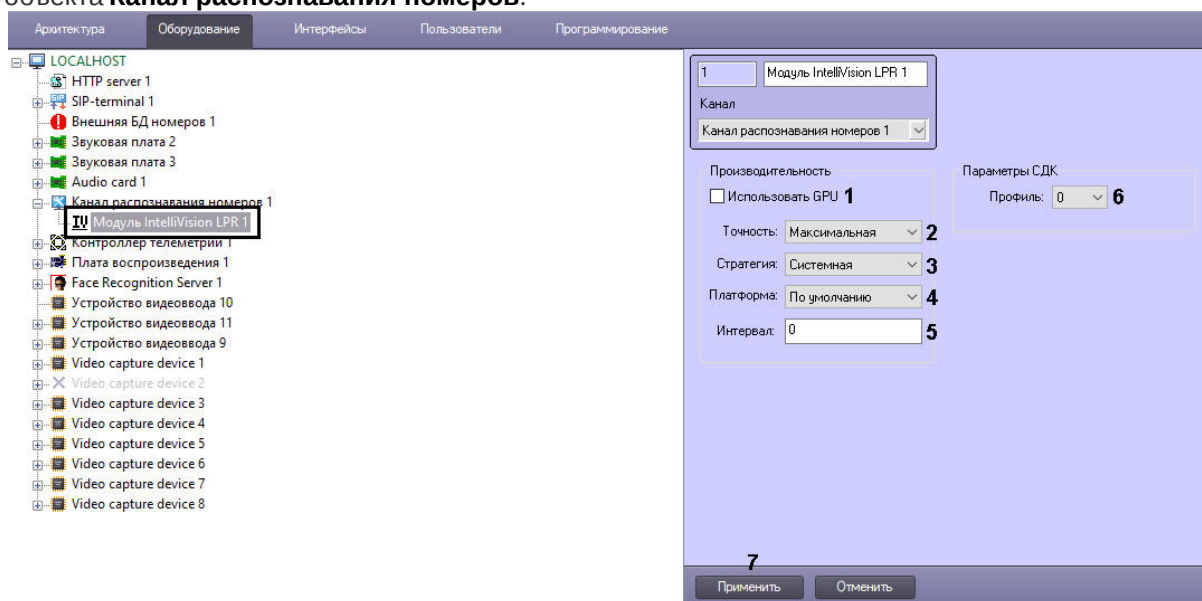 объекта Канал распознавания номеров.
Архитектура Оборудование Интерфейсы Пользователи Программирование
LOCALHOST
HTTP server 1
SIP-terminal 1
Внешняя БД номеров 1
Звуковая плата 2
Звуковая плата 3
Audio card 1
Канал распознавания номеров 1
IV Модуль IntelliVision LPR 1
Контроллер телеметрии 1
Плата воспроизведения 1
Face Recognition Server 1
Устройство видеоввода 10
Устройство видеоввода 11
Устройство видеоввода 9
Video capture device 1
Video capture device 2
Video capture device 3
Video capture device 4
Video capture device 5
Video capture device 6
Video capture device 7
Video capture device 8
1 Модуль IntelliVision LPR 1
Канал
Канал распознавания номеров 1
Производительность
Использовать GPU 1
Точность: Максимальная 2
Стратегия: Системная 3
Платформа: По умолчанию 4
Интервал: 0 5
Параметры СДК
Профиль: 0 6
7
Применить Отменить